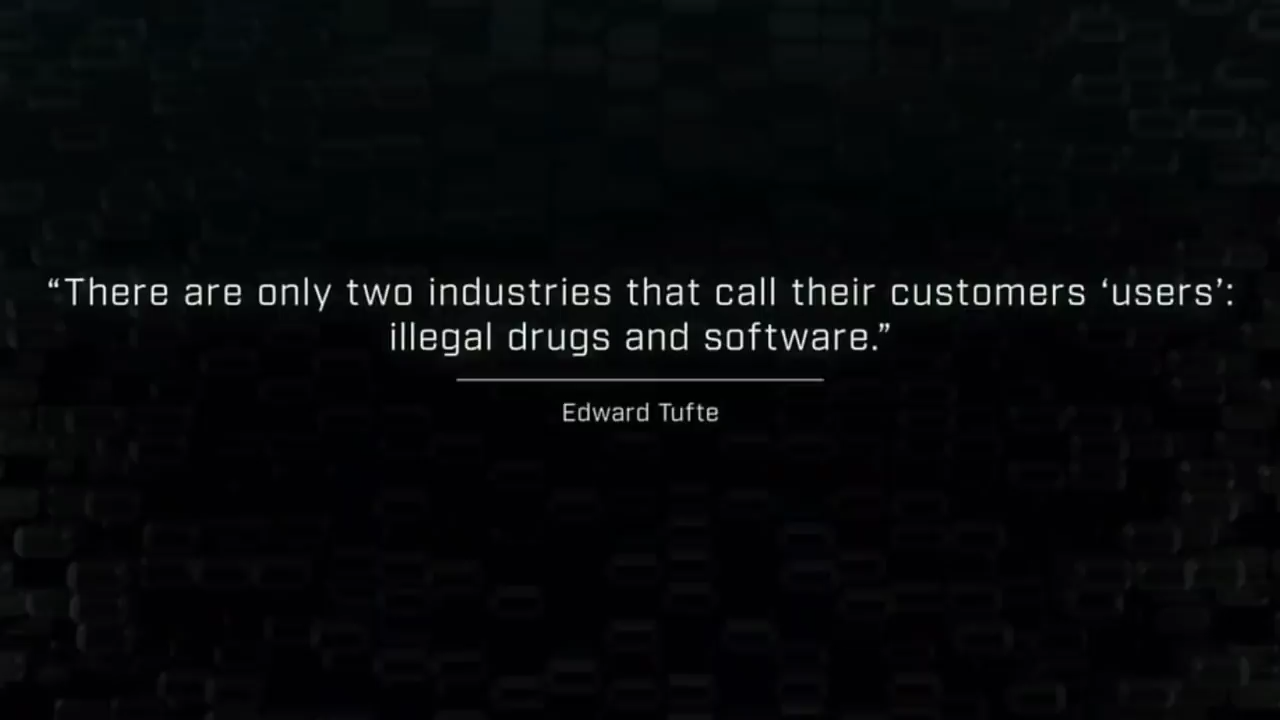 “There are only two industries that call their customers ‘users’:
illegal drugs and software.”
Edward Tufte